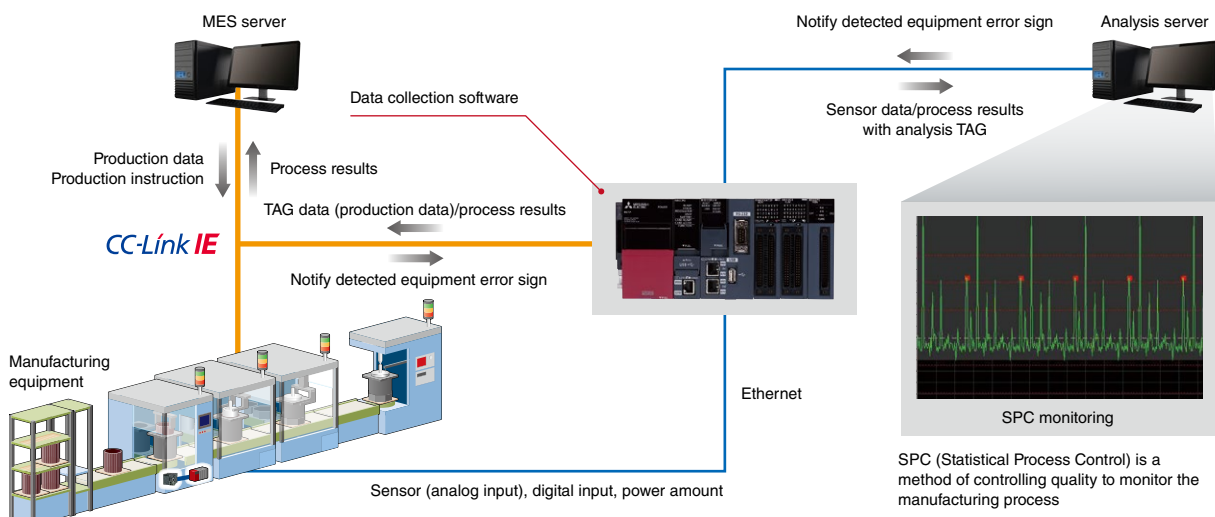 MES server
Notify detected equipment error sign
Analysis server
Data collection software
Sensor data/process results
with analysis TAG
Production data
Production instruction
Process results
TAG data (production data)/process results
CC-Link IE
Notify detected equipment error sign
Manufacturing
equipment
Ethernet
SPC monitoring
Sensor (analog input), digital input, power amount
SPC (Statistical Process Control) is a
method of controlling quality to monitor the
manufacturing process